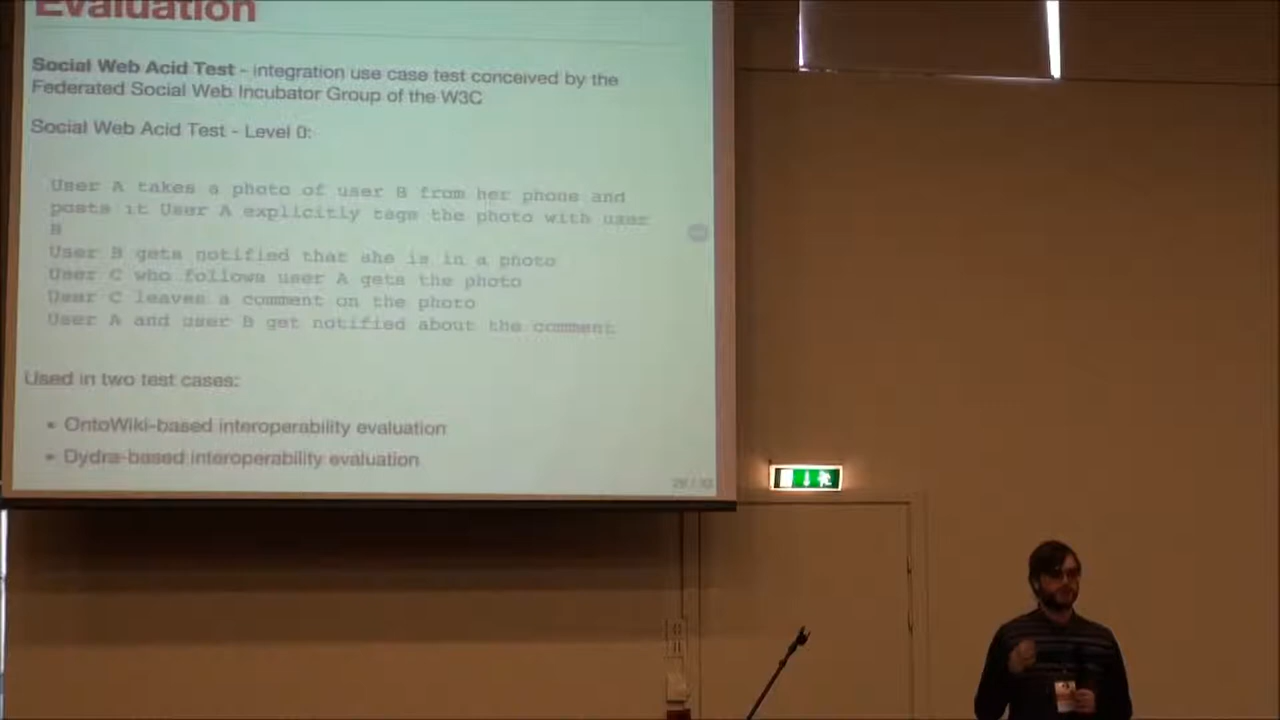 Evaluation
Social Web Acid Test - integration use case test conceived by the
Federated Social Web Incubator Group of the W3C
Social Web Acid Test - Level 0:
User A takes a photo of user B from her phone and
posts it User A explicitly tags the photo with user
B
User B gets notified that she is in a photo
User C who follows user A gets the photo
User C leaves a comment on the photo
User A and user B get notified about the comment
Used in two test cases:
• OntoWiki-based interoperability evaluation
• Dydra-based interoperability evaluation